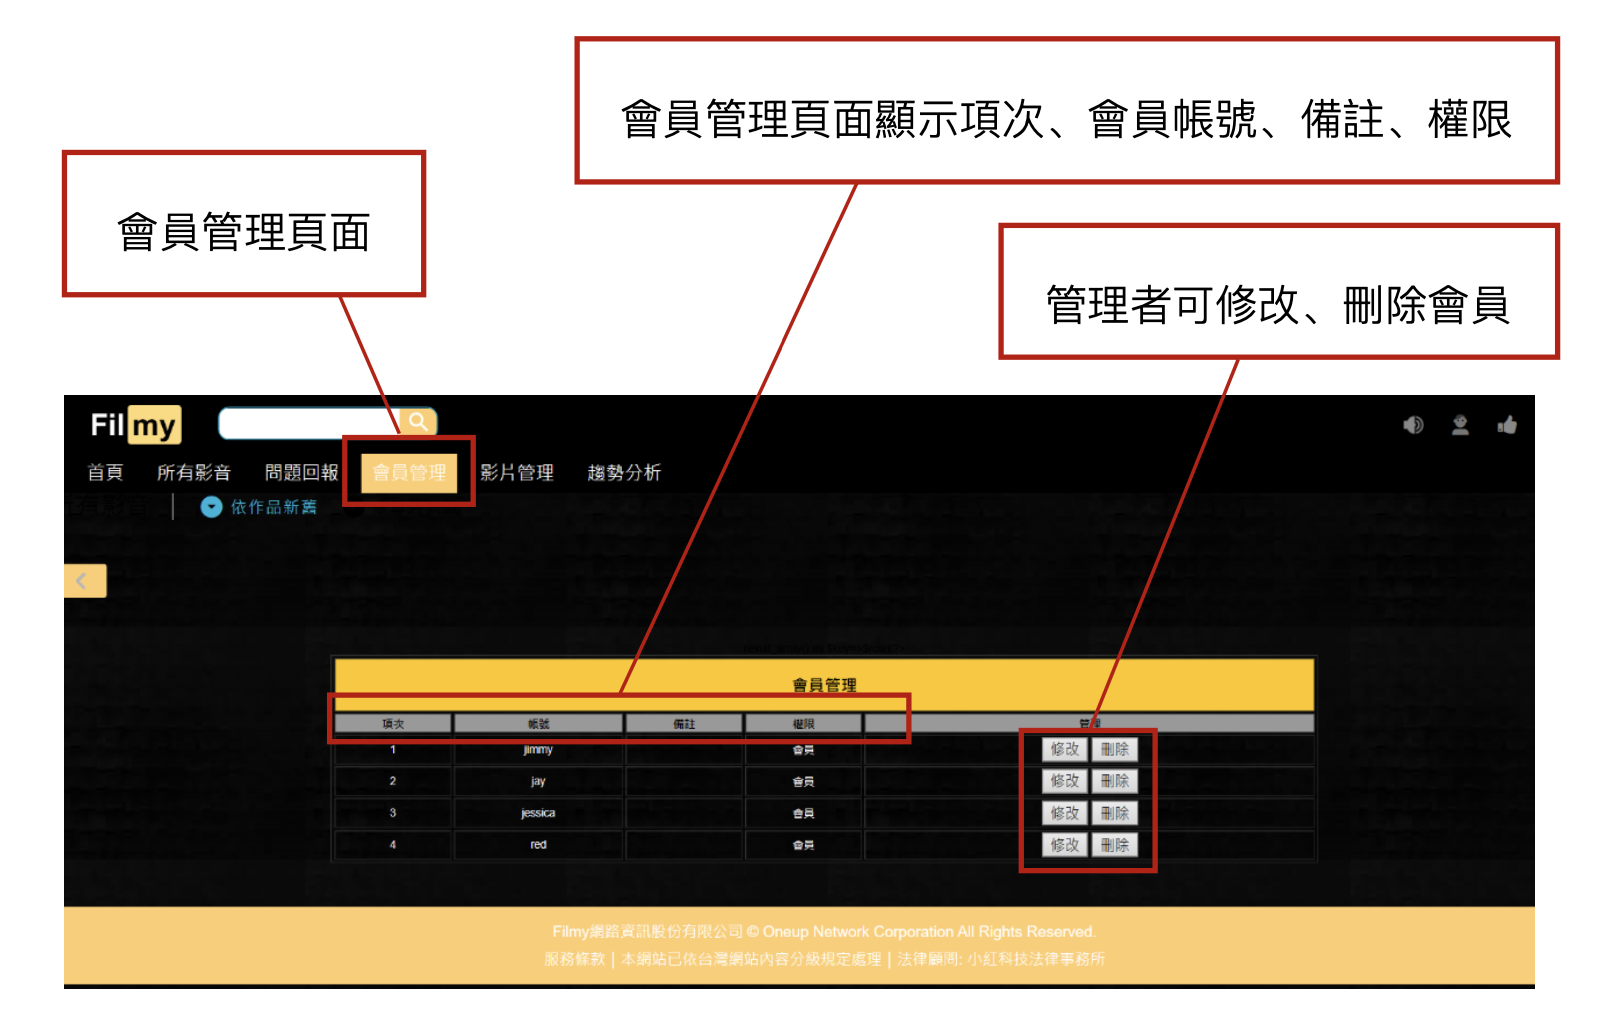 會員管理頁面顯示項次、會員帳號、備註、權限
會員管理頁面
管理者可修改、刪除會員
Filmy
首頁 所有影音 問題回報 會員管理 影片管理 趨勢分析
依作品新舊
會員管理
項次 帳號 備註 權限 管理
1 jimmy 會員 修改 刪除
2 jay 會員 修改 刪除
3 jessica 會員 修改 刪除
4 red 會員 修改 刪除
Filmy網路資訊股份有限公司 © Oneup Network Corporation All Rights Reserved.
服務條款 | 本網站已依台灣網站內容分級規定處理 | 法律顧問: 小紅科技法律事務所